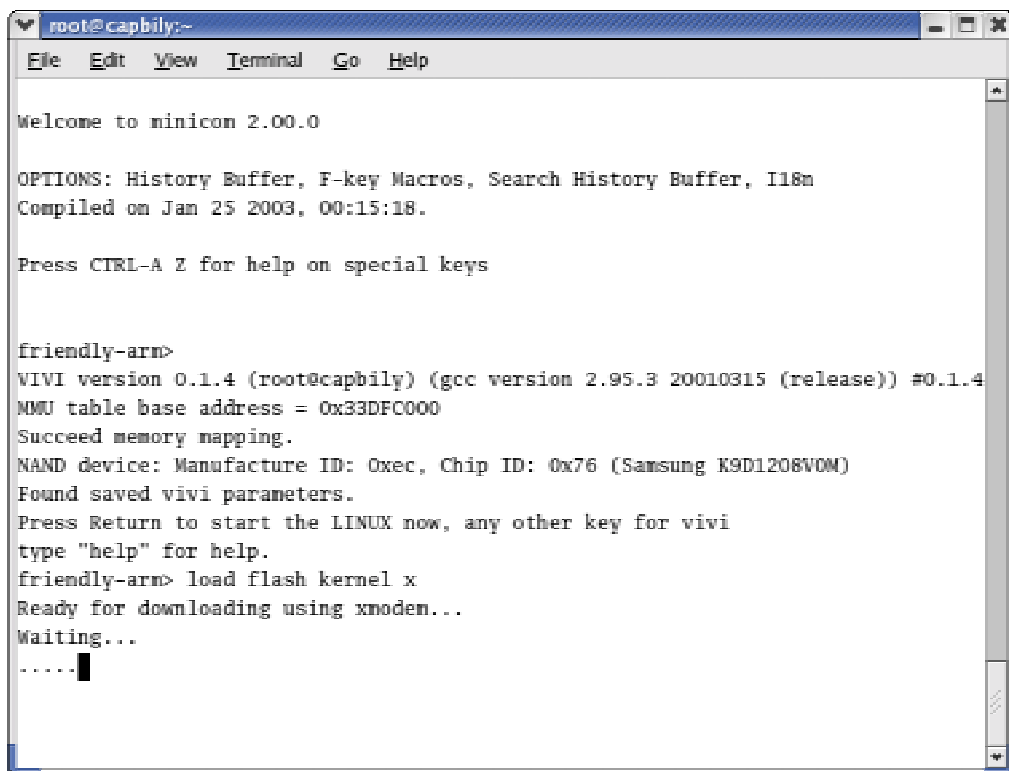 root@capbily:~
File Edit View Terminal Go Help
Welcome to minicom 2.00.0
OPTIONS: History Buffer, F-key Macros, Search History Buffer, I18n
Compiled on Jan 25 2003, 00:15:18.
Press CTRL-A Z for help on special keys
friendly-arm>
VIVI version 0.1.4 (root@capbily) (gcc version 2.95.3 20010315 (release)) #0.1.4
MMU table base address = 0x33DFC000
Succeed memory mapping.
NAND device: Manufacture ID: 0xec, Chip ID: 0x76 (Samsung K9D1208V0M)
Found saved vivi parameters.
Press Return to start the LINUX now, any other key for vivi
type "help" for help.
friendly-arm> load flash kernel x
Ready for downloading using xmodem...
Waiting...
.....